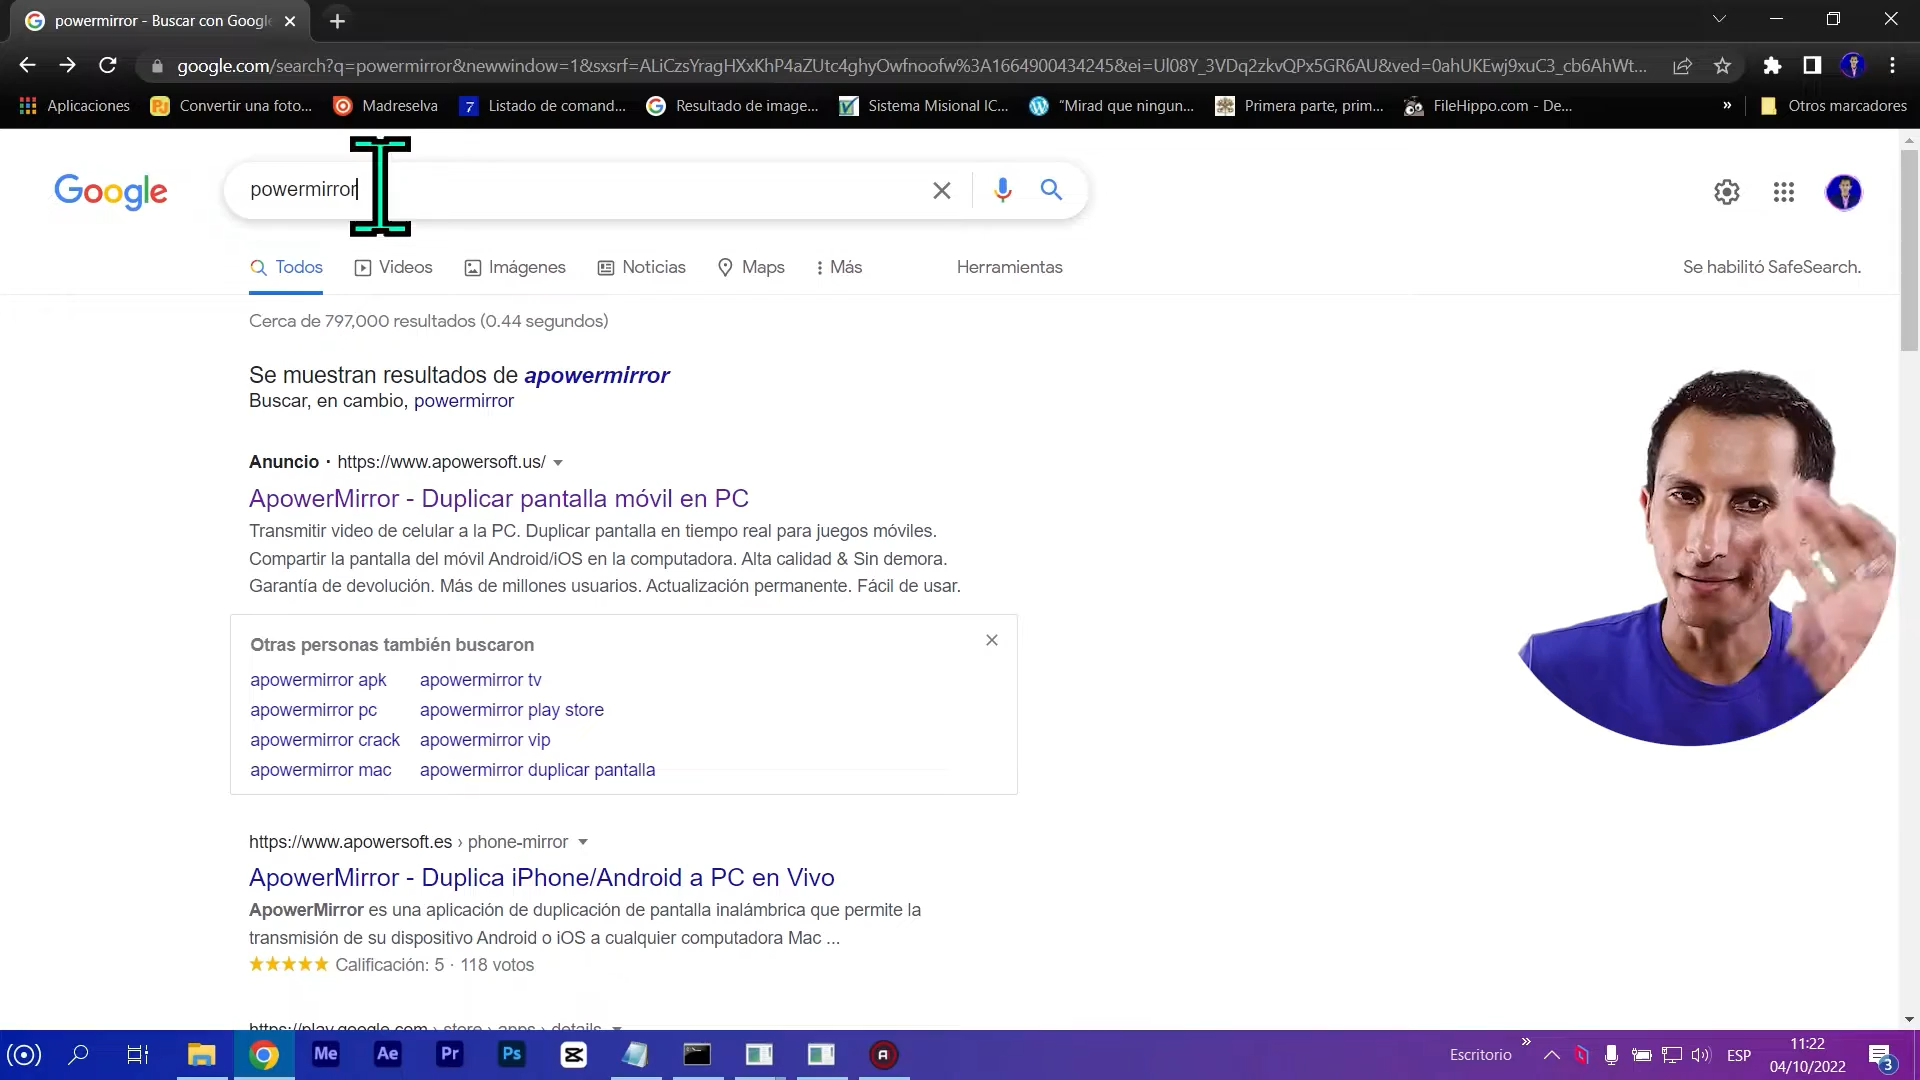 powermirror - Buscar con Google
google.com/search?q=powermirror&newwindow=1&sxsrf=ALiCzsYragHXxKhP4aZUtc4ghyOwfnoofw%3A1664900434245&ei=Ul08Y_3VDq2zkvQPx5GR6AU&ved=0ahUKEwj9xuC3_cb6AhWt...
Aplicaciones
Convertir una foto...
Madreselva
Listado de comand...
Resultado de image...
Sistema Misional IC...
"Mirad que ningun...
Primera parte, prim...
FileHippo.com - De...
»
Otros marcadores
Google
powermirror
Todos
Videos
Imágenes
Noticias
Maps
Más
Herramientas
Se habilitó SafeSearch.
Cerca de 797,000 resultados (0.44 segundos)
Se muestran resultados de apowermirror
Buscar, en cambio, powermirror
Anuncio · https://www.apowersoft.us/
ApowerMirror - Duplicar pantalla móvil en PC
Transmitir video de celular a la PC. Duplicar pantalla en tiempo real para juegos móviles.
Compartir la pantalla del móvil Android/iOS en la computadora. Alta calidad & Sin demora.
Garantía de devolución. Más de millones usuarios. Actualización permanente. Fácil de usar.
Otras personas también buscaron
apowermirror apk
apowermirror tv
apowermirror pc
apowermirror play store
apowermirror crack
apowermirror vip
apowermirror mac
apowermirror duplicar pantalla
https://www.apowersoft.es › phone-mirror
ApowerMirror - Duplica iPhone/Android a PC en Vivo
ApowerMirror es una aplicación de duplicación de pantalla inalámbrica que permite la
transmisión de su dispositivo Android o iOS a cualquier computadora Mac ...
Calificación: 5 · 118 votos
https://play.google.com › store › apps › details
Me
Ae
Pr
Ps
Escritorio
»
ESP
11:22
04/10/2022
3